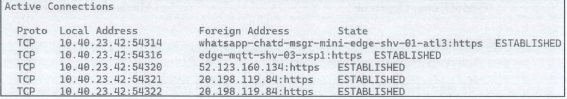 Active Connections
Proto Local Address Foreign Address State
TCP 10.40.23.42:54314 whatsapp-chatd-msgr-mini-edge-shv-01-atl3:https ESTABLISHED
TCP 10.40.23.42:54316 edge-mqtt-shv-03-xsp1:https ESTABLISHED
TCP 10.40.23.42:54320 52.123.160.134:https ESTABLISHED
TCP 10.40.23.42:54321 20.198.119.84:https ESTABLISHED
TCP 10.40.23.42:54322 20.198.119.84:https ESTABLISHED